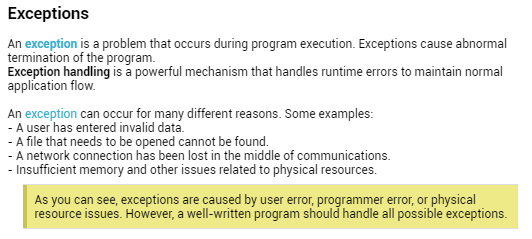 Exceptions
An exception is a problem that occurs during program execution. Exceptions cause abnormal
termination of the program.
Exception handling is a powerful mechanism that handles runtime errors to maintain normal
application flow.
An exception can occur for many different reasons. Some examples:
- A user has entered invalid data.
- A file that needs to be opened cannot be found.
- A network connection has been lost in the middle of communications.
- Insufficient memory and other issues related to physical resources.
As you can see, exceptions are caused by user error, programmer error, or physical
resource issues. However, a well-written program should handle all possible exceptions.